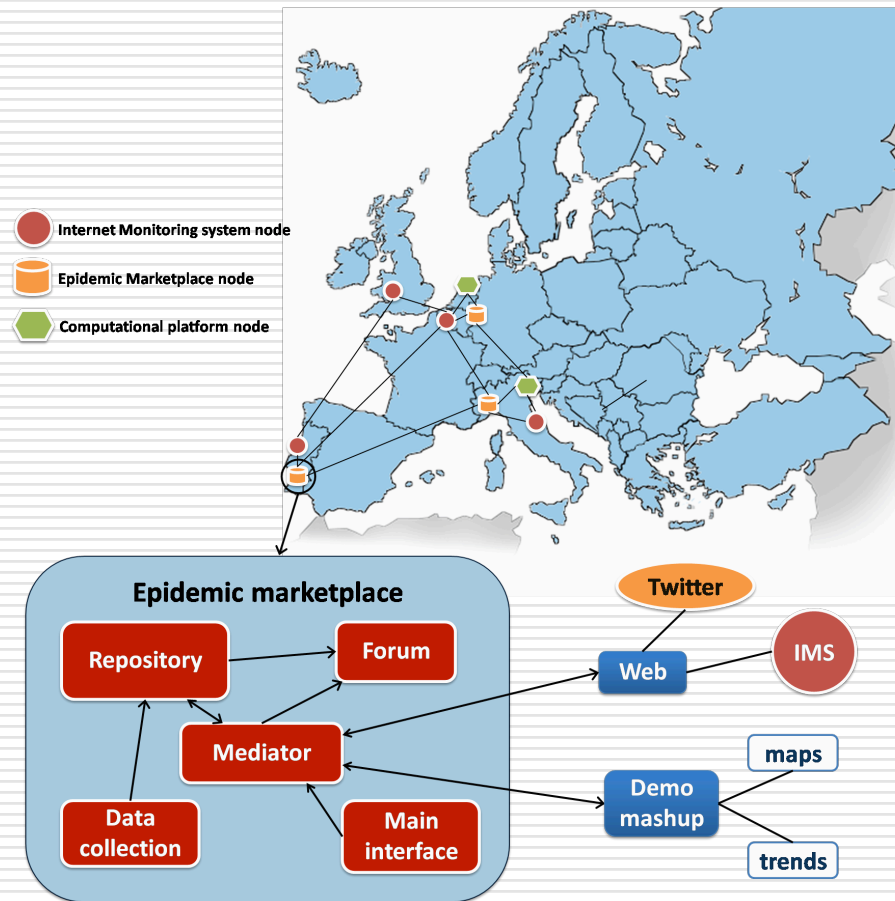 Internet Monitoring system node
Epidemic Marketplace node
Computational platform node
Epidemic marketplace
Repository
Forum
Mediator
Data
collection
Main
interface
Twitter
Web
IMS
Demo
mashup
maps
trends